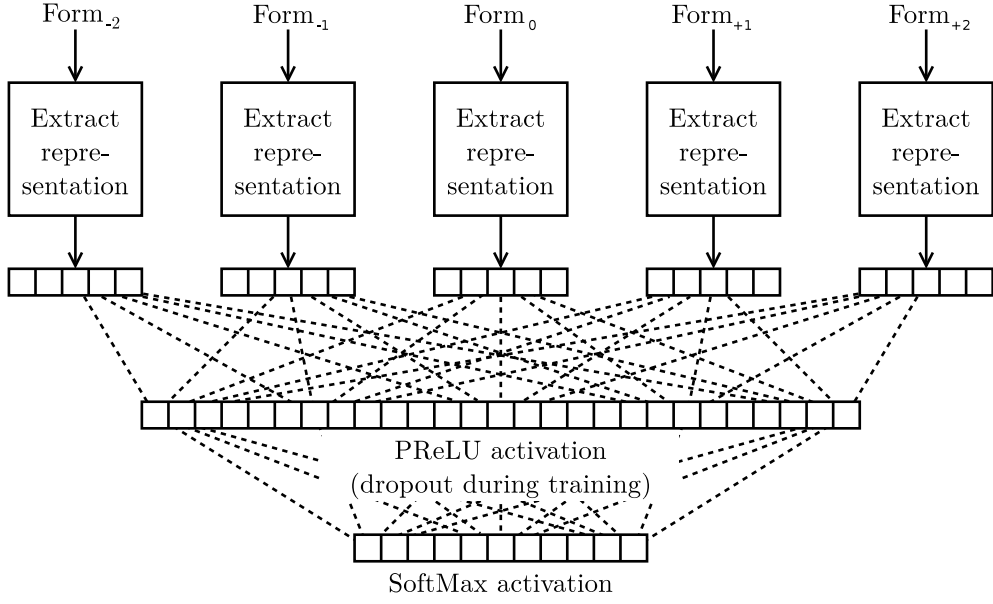 Form-2 Form-1 Form0 Form+1 Form+2
Extract Extract Extract Extract Extract
repre- repre- repre- repre- repre-
sentation sentation sentation sentation sentation
PReLU activation
(dropout during training)
SoftMax activation